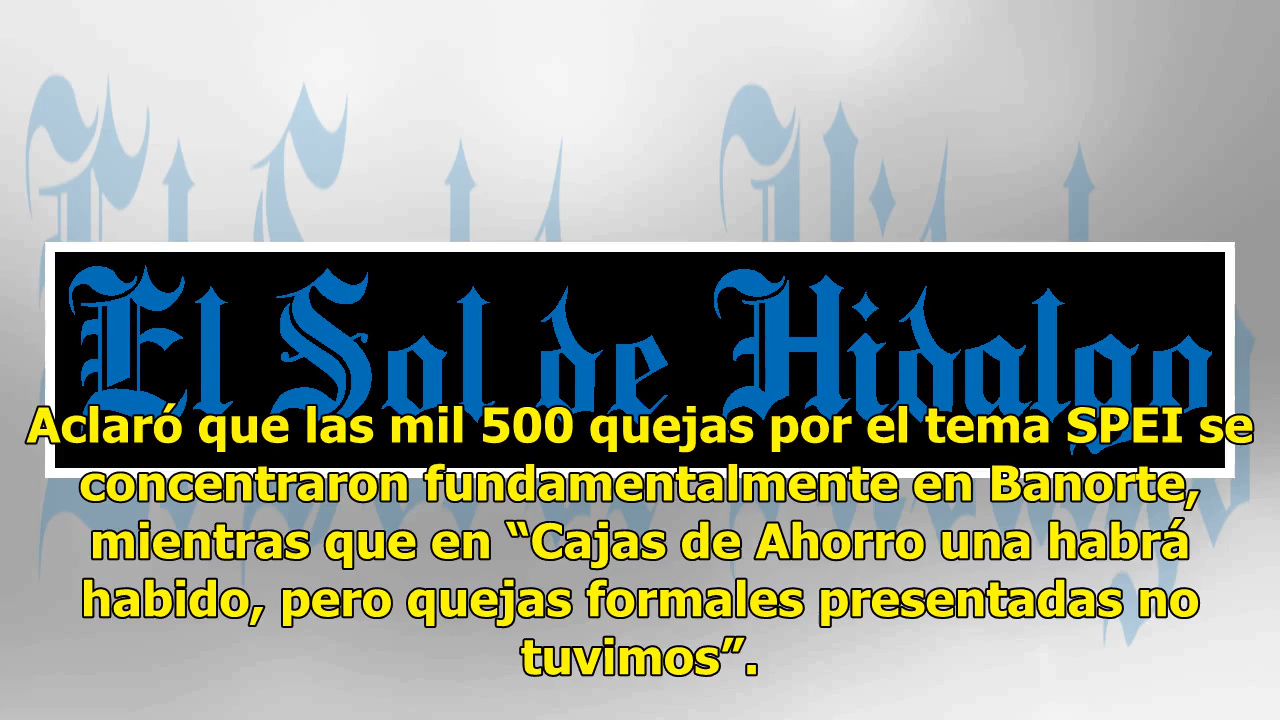 El Sol de Hidalgo
Aclaró que las mil 500 quejas por el tema SPEI se
concentraron fundamentalmente en Banorte,
mientras que en “Cajas de Ahorro una habrá
habido, pero quejas formales presentadas no
tuvimos”.